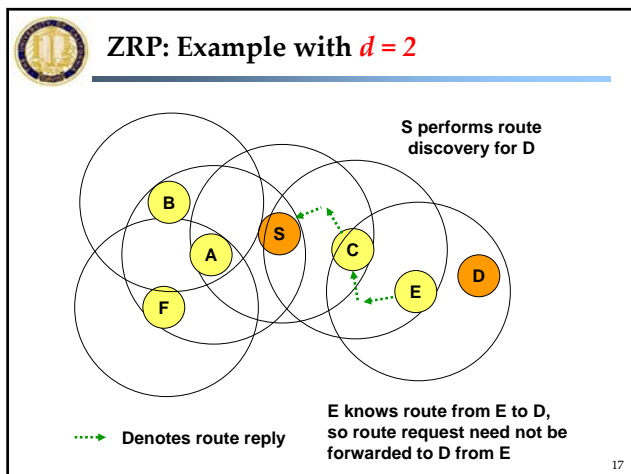 ZRP: Example with d = 2
S performs route
discovery for D
B
S
A
C
D
E
F
E knows route from E to D,
so route request need not be
forwarded to D from E
Denotes route reply
17